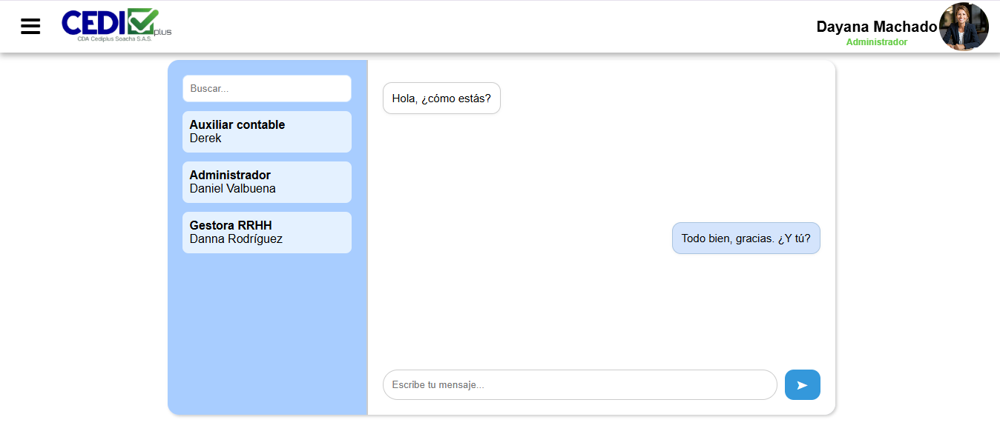 CEDI plus
CDA Cediplus Soacha S.A.S.
Dayana Machado
Administrador
Buscar...
Auxiliar contable
Derek
Administrador
Daniel Valbuena
Gestora RRHH
Danna Rodríguez
Hola, ¿cómo estás?
Todo bien, gracias. ¿Y tú?
Escribe tu mensaje...